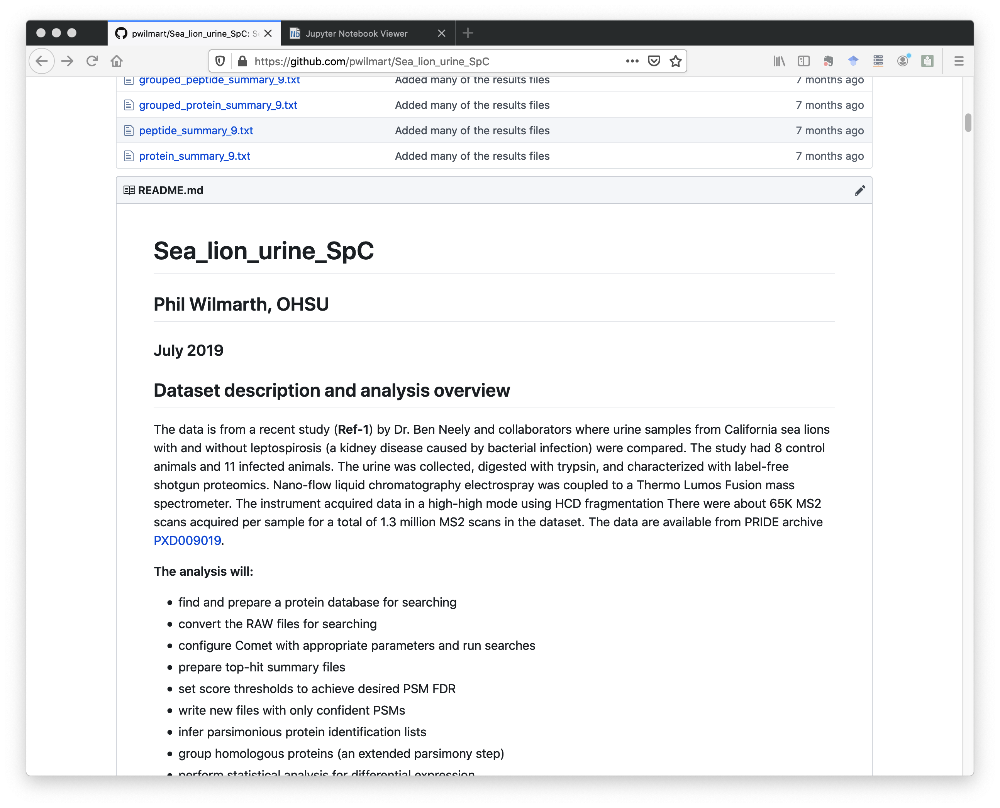 pwilmart/Sea_lion_urine_SpC: S
Jupyter Notebook Viewer
https://github.com/pwilmart/Sea_lion_urine_SpC
grouped_peptide_summary_9.txt Added many of the results files 7 months ago
grouped_protein_summary_9.txt Added many of the results files 7 months ago
peptide_summary_9.txt Added many of the results files 7 months ago
protein_summary_9.txt Added many of the results files 7 months ago
README.md
Sea_lion_urine_SpC
Phil Wilmarth, OHSU
July 2019
Dataset description and analysis overview
The data is from a recent study (Ref-1) by Dr. Ben Neely and collaborators where urine samples from California sea lions
with and without leptospirosis (a kidney disease caused by bacterial infection) were compared. The study had 8 control
animals and 11 infected animals. The urine was collected, digested with trypsin, and characterized with label-free
shotgun proteomics. Nano-flow liquid chromatography electrospray was coupled to a Thermo Lumos Fusion mass
spectrometer. The instrument acquired data in a high-high mode using HCD fragmentation There were about 65K MS2
scans acquired per sample for a total of 1.3 million MS2 scans in the dataset. The data are available from PRIDE archive
PXD009019.
The analysis will:
• find and prepare a protein database for searching
• convert the RAW files for searching
• configure Comet with appropriate parameters and run searches
• prepare top-hit summary files
• set score thresholds to achieve desired PSM FDR
• write new files with only confident PSMs
• infer parsimonious protein identification lists
• group homologous proteins (an extended parsimony step)
• perform statistical analysis for differential expression